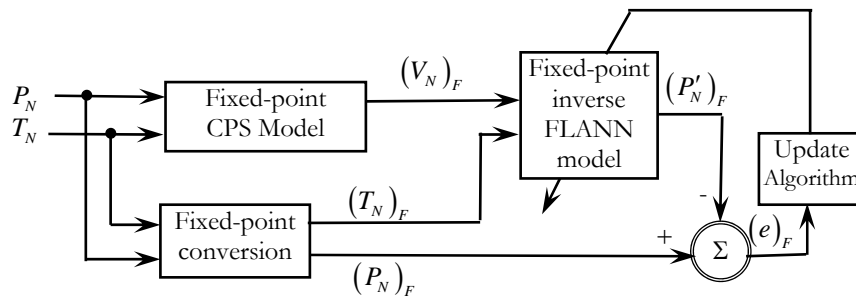 P_N
T_N
Fixed-point
CPS Model
(V_N)_F
Fixed-point
inverse
FLANN
model
(P'_N)_F
Update
Algorithm
Fixed-point
conversion
(T_N)_F
(P_N)_F
+
-
Σ
(e)_F